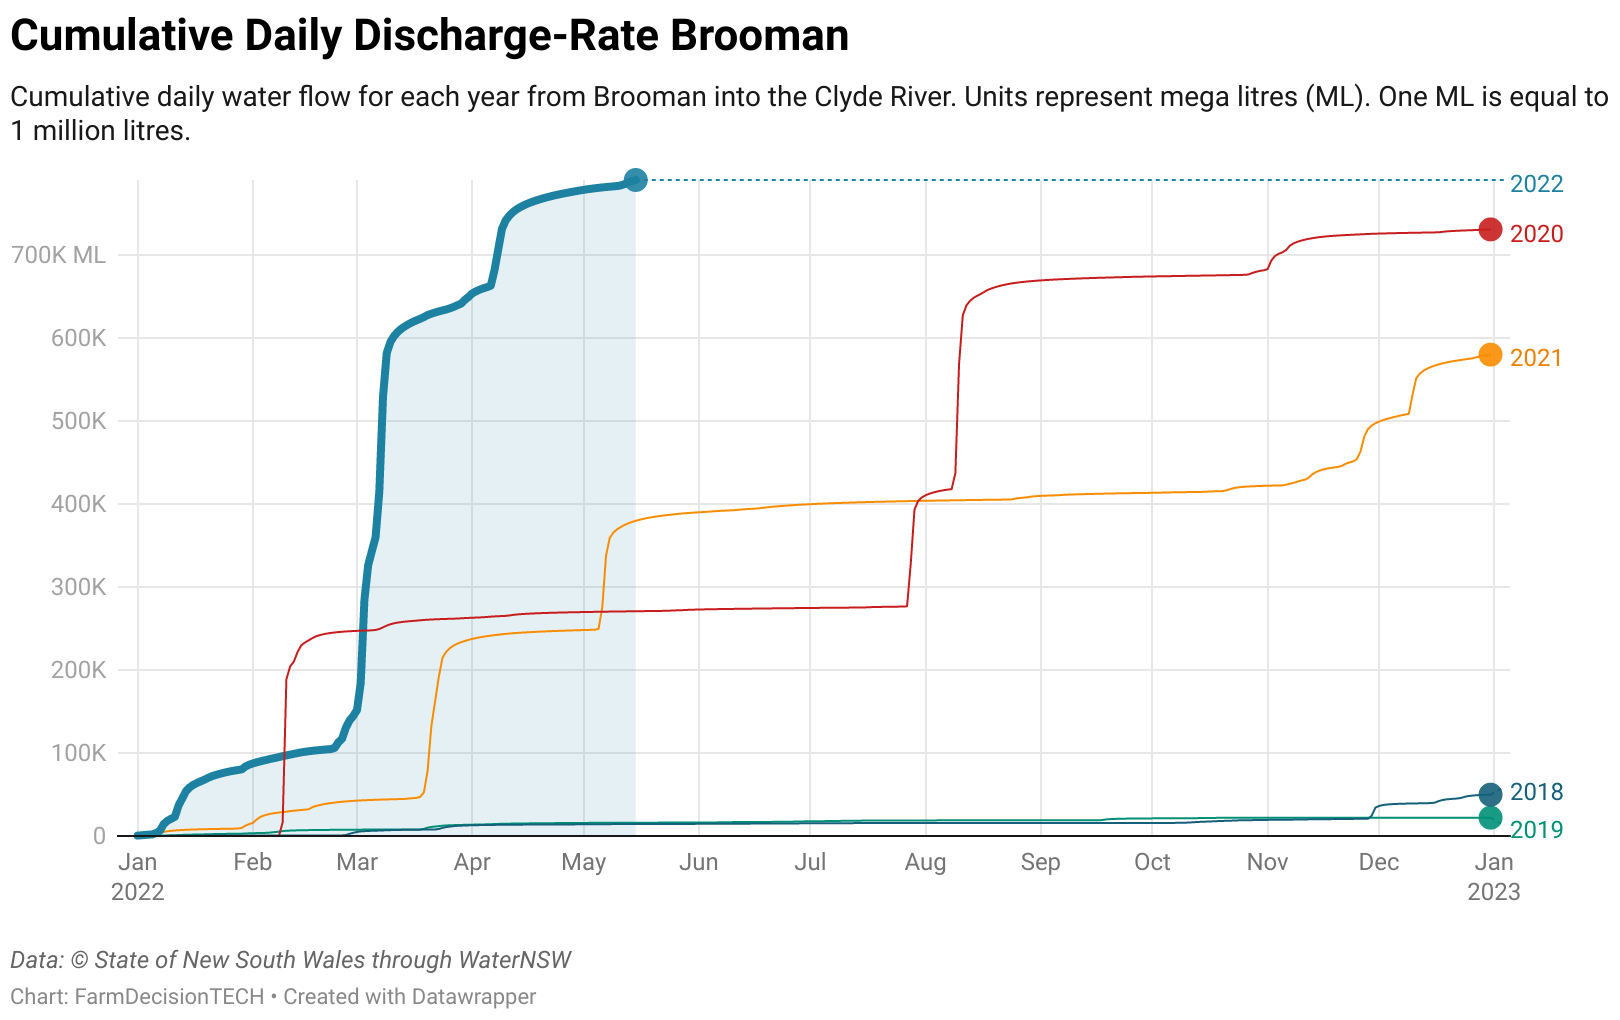 Cumulative Daily Discharge-Rate Brooman
Cumulative daily water flow for each year from Brooman into the Clyde River. Units represent mega litres (ML). One ML is equal to
1 million litres.
2022
2020
700K ML
600K
2021
500K
400K
300K
200K
100K
2018
0
2019
Jan Feb Mar Apr May Jun Jul Aug Sep Oct Nov Dec Jan
2022 2023
Data: © State of New South Wales through WaterNSW
Chart: FarmDecisionTECH • Created with Datawrapper